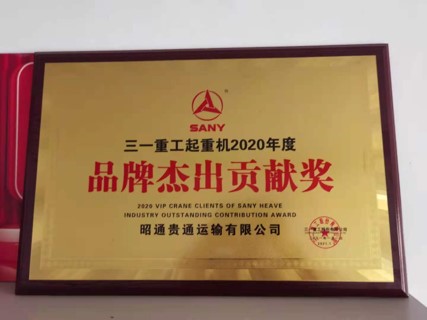 SANY
三一重工起重机2020年度
品牌杰出贡献奖
2020 VIP CRANE CLIENTS OF SANY HEAVE
INDUSTRY OUTSTANDING CONTRIBUTION AWARD
昭通贵通运输有限公司